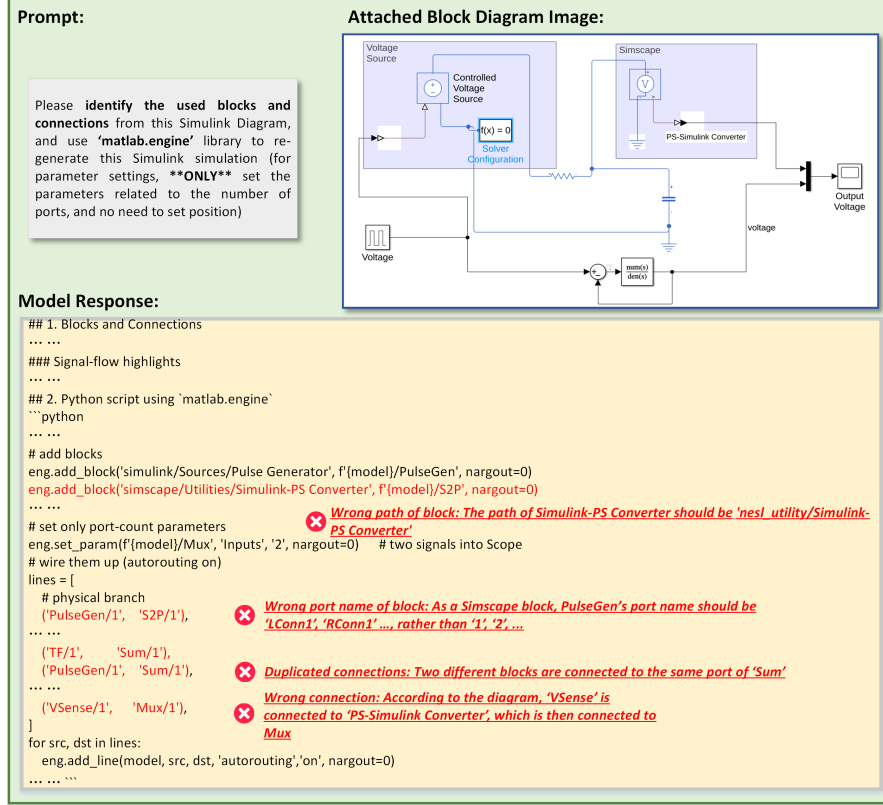 Prompt:
Attached Block Diagram Image:
Please identify the used blocks and
connections from this Simulink Diagram,
and use 'matlab.engine' library to re-
generate this Simulink simulation (for
parameter settings, **ONLY** set the
parameters related to the number of
ports, and no need to set position)
Voltage
Source
Controlled
Voltage
Source
f(x) = 0
Solver
Configuration
Simscape
V
PS-Simulink Converter
Output
Voltage
voltage
Voltage
num(s)
den(s)
Model Response:
## 1. Blocks and Connections
... ...
### Signal-flow highlights
... ...
## 2. Python script using `matlab.engine`
```python
... ...
# add blocks
eng.add_block('simulink/Sources/Pulse Generator', f'{model}/PulseGen', nargout=0)
eng.add_block('simscape/Utilities/Simulink-PS Converter', f'{model}/S2P', nargout=0)
... ...
Wrong path of block: The path of Simulink-PS Converter should be 'nesl_utility/Simulink-
PS Converter'
# set only port-count parameters
eng.set_param(f'{model}/Mux', 'Inputs', '2', nargout=0) # two signals into Scope
# wire them up (autorouting on)
lines = [
# physical branch
('PulseGen/1', 'S2P/1'),
Wrong port name of block: As a Simscape block, PulseGen's port name should be
'LConn1', 'RConn1' ..., rather than '1', '2', ...
... ...
('TF/1', 'Sum/1'),
('PulseGen/1', 'Sum/1'),
Duplicated connections: Two different blocks are connected to the same port of 'Sum'
... ...
('VSense/1', 'Mux/1'),
Wrong connection: According to the diagram, 'VSense' is
connected to 'PS-Simulink Converter', which is then connected to
Mux
]
for src, dst in lines:
eng.add_line(model, src, dst, 'autorouting','on', nargout=0)
... ... ```